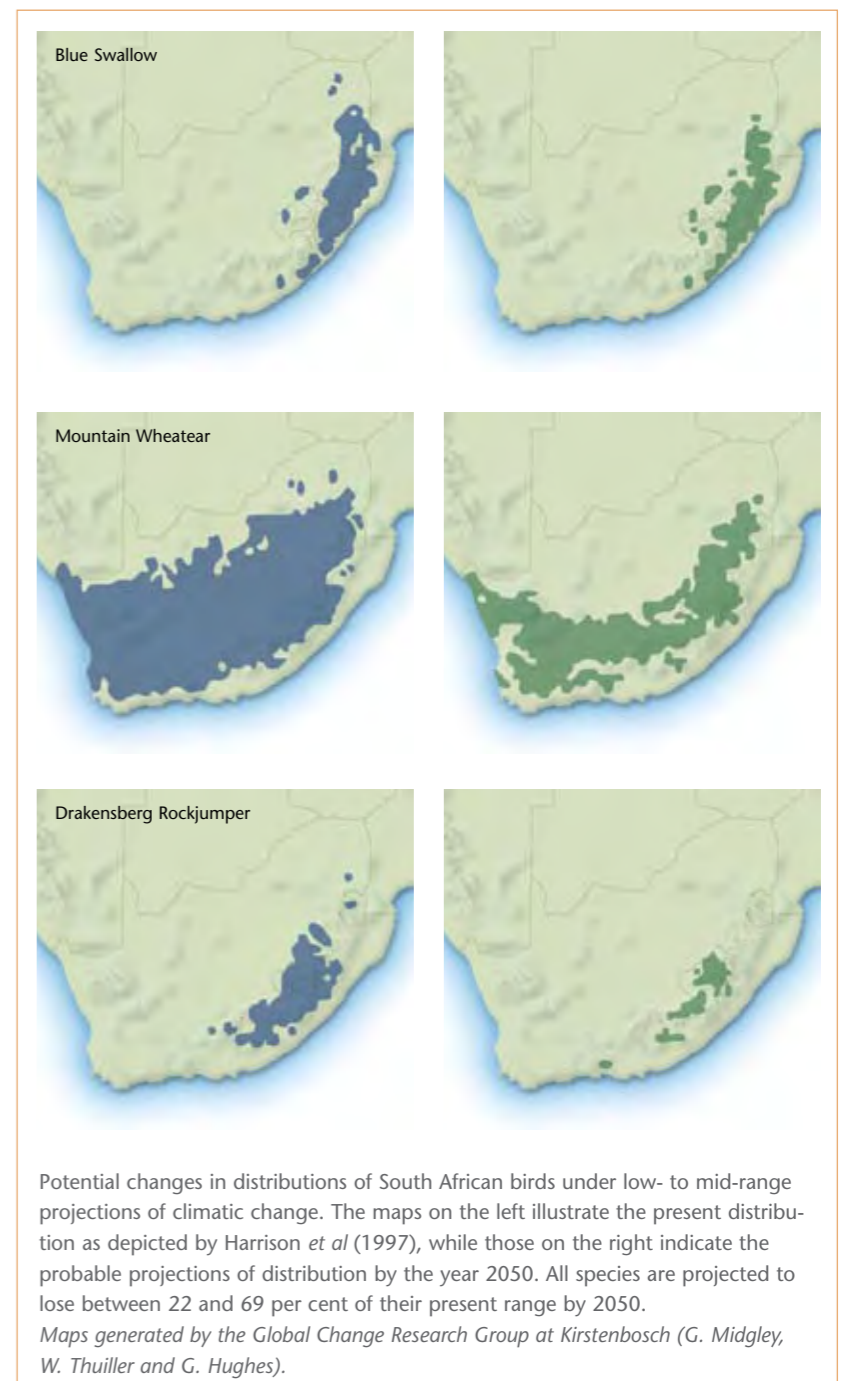 Blue Swallow
Mountain Wheatear
Drakensberg Rockjumper
Potential changes in distributions of South African birds under low- to mid-range
projections of climatic change. The maps on the left illustrate the present distribu-
tion as depicted by Harrison et al (1997), while those on the right indicate the
probable projections of distribution by the year 2050. All species are projected to
lose between 22 and 69 per cent of their present range by 2050.
Maps generated by the Global Change Research Group at Kirstenbosch (G. Midgley,
W. Thuiller and G. Hughes).